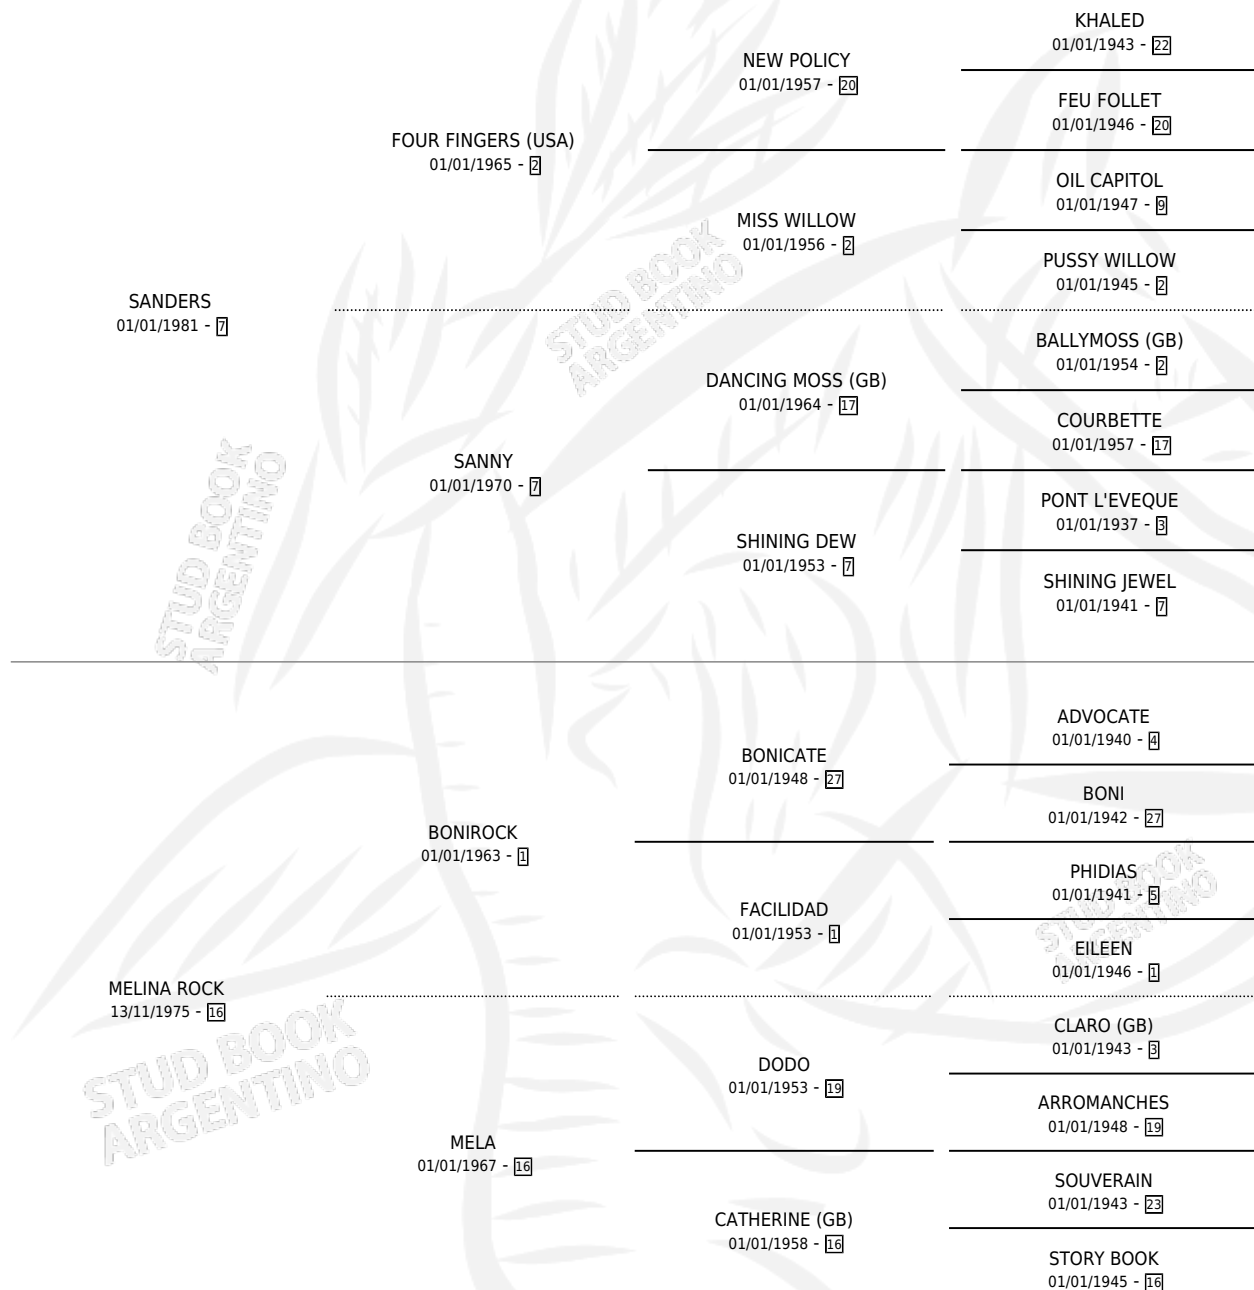 KHALED
01/01/1943 - 22
NEW POLICY
01/01/1957 - 20
FEU FOLLET
01/01/1946 - 20
FOUR FINGERS (USA)
01/01/1965 - 2
OIL CAPITOL
01/01/1947 - 9
MISS WILLOW
01/01/1956 - 2
PUSSY WILLOW
01/01/1945 - 2
SANDERS
01/01/1981 - 7
STUD BOOK
ARGENTINO
BALLYMOSS (GB)
01/01/1954 - 2
DANCING MOSS (GB)
01/01/1964 - 17
COURBETTE
01/01/1957 - 17
SANNY
01/01/1970 - 7
PONT L'EVEQUE
01/01/1937 - 3
SHINING DEW
01/01/1953 - 7
SHINING JEWEL
01/01/1941 - 7
STUD BOOK
ARGENTINO
ADVOCATE
01/01/1940 - 4
BONICATE
01/01/1948 - 27
BONI
01/01/1942 - 27
BONIROCK
01/01/1963 - 1
PHIDIAS
01/01/1941 - 5
FACILIDAD
01/01/1953 - 1
EILEEN
01/01/1946 - 1
STUD BOOK
ARGENTINO
MELINA ROCK
13/11/1975 - 16
CLARO (GB)
01/01/1943 - 3
DODO
01/01/1953 - 19
ARROMANCHES
01/01/1948 - 19
STUD BOOK
ARGENTINO
MELA
01/01/1967 - 16
SOUVERAIN
01/01/1943 - 23
CATHERINE (GB)
01/01/1958 - 16
STORY BOOK
01/01/1945 - 16